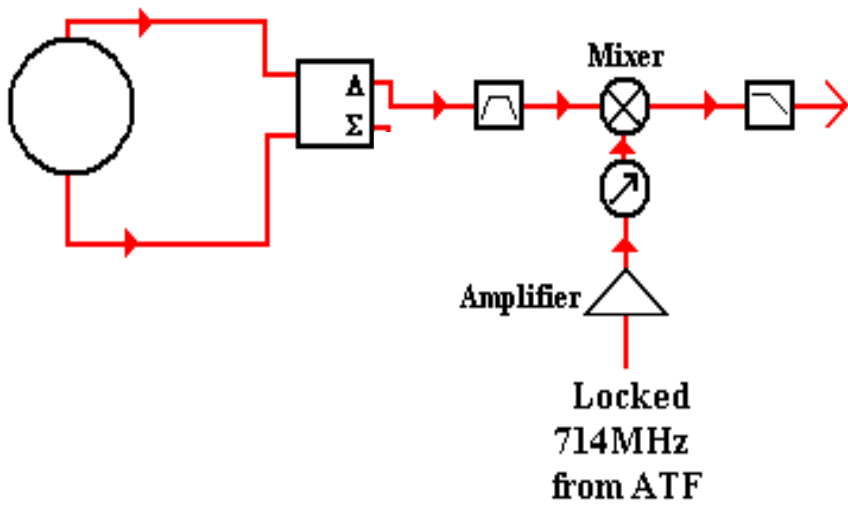 Mixer
A
Σ
Amplifier
Locked
714MHz
from ATF